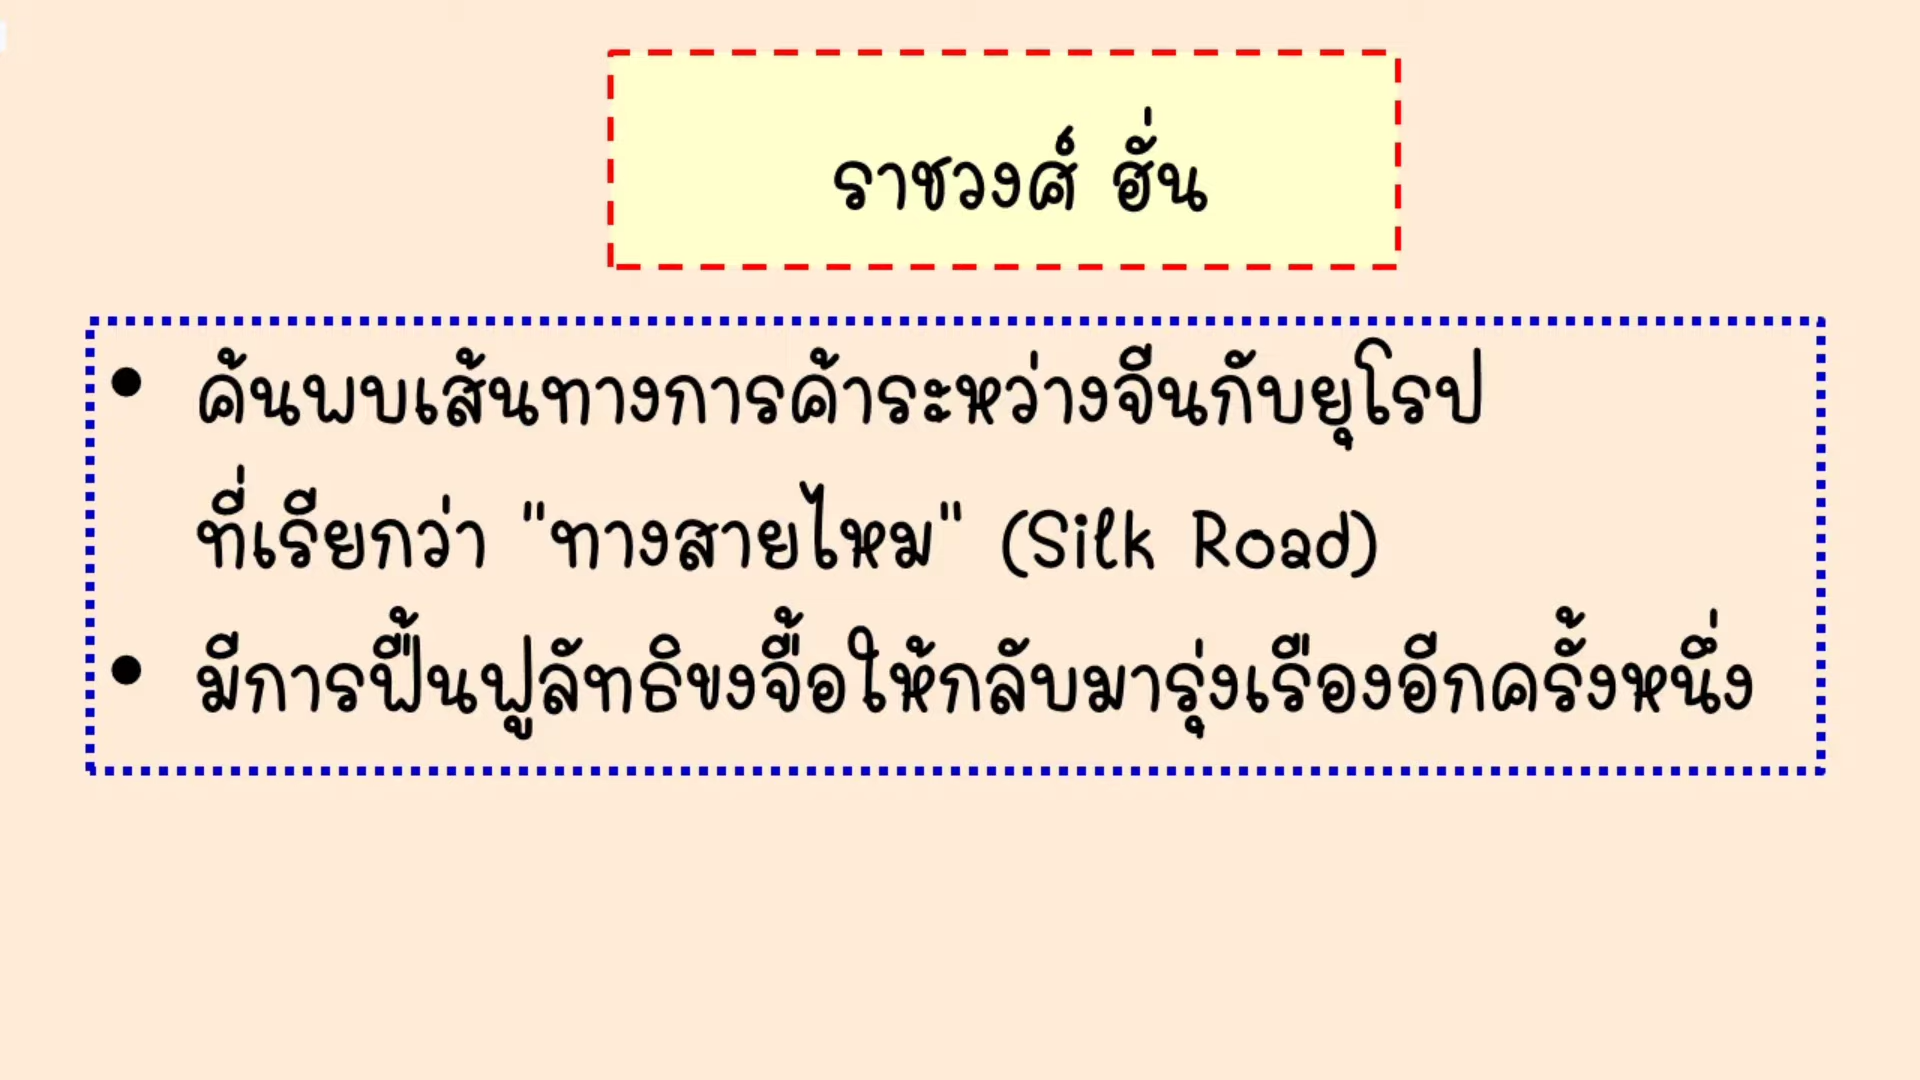 ราชวงศ์ ฮั่น
• ค้นพบเส้นทางการค้าระหว่างจีนกับยุโรป
ที่เรียกว่า "ทางสายไหม" (Silk Road)
• มีการฟื้นฟูลัทธิขงจื้อให้กลับมารุ่งเรืองอีกครั้งหนึ่ง